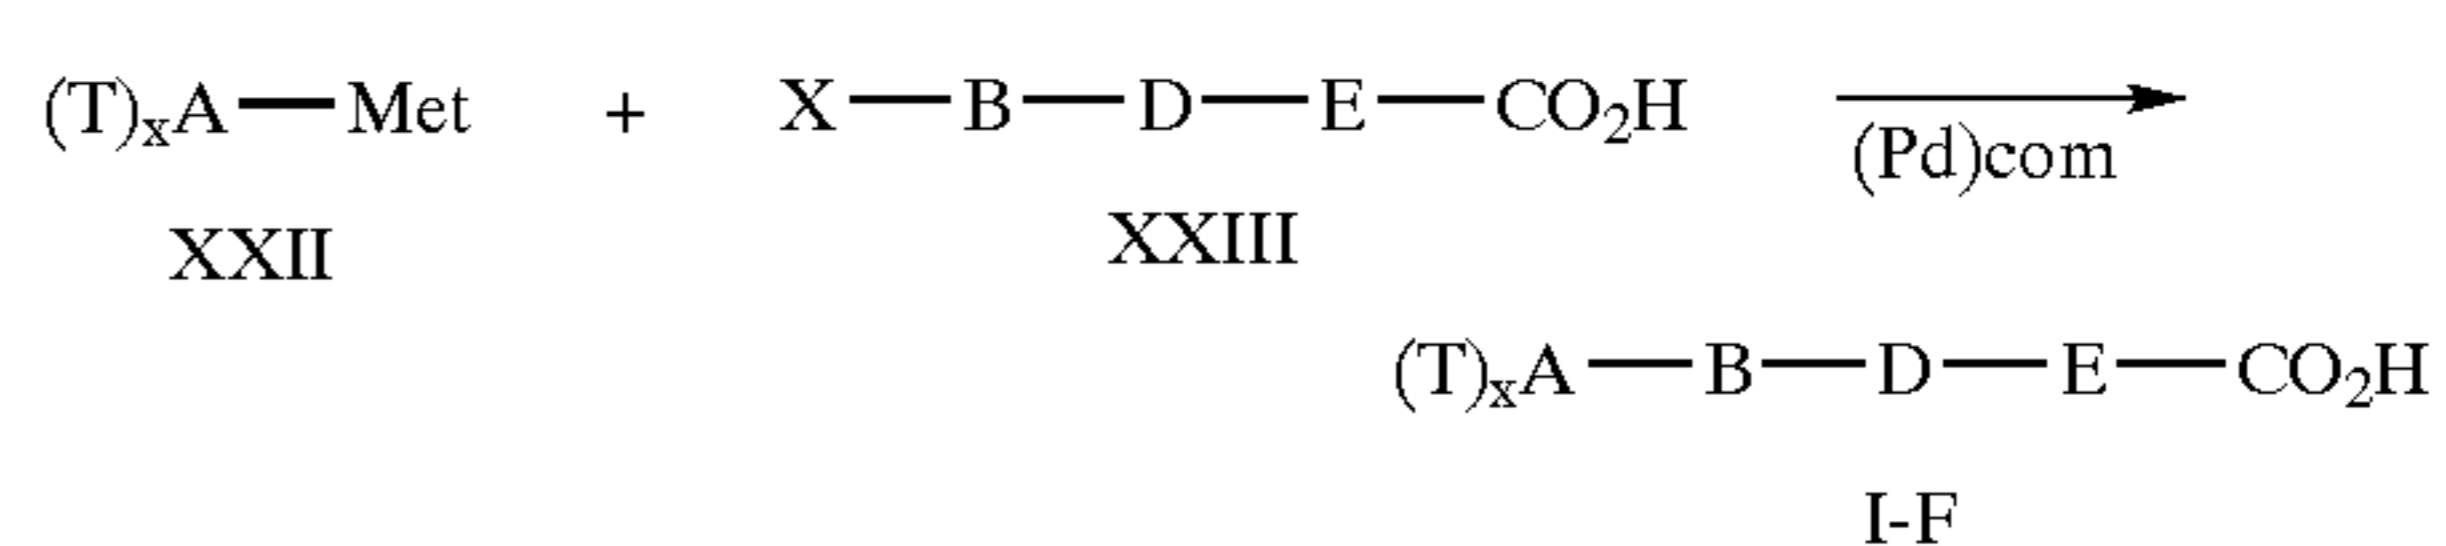 (T)xA—Met + X—B—D—E—CO2H
(Pd)com
XXII XXIII
(T)xA—B—D—E—CO2H
I-F